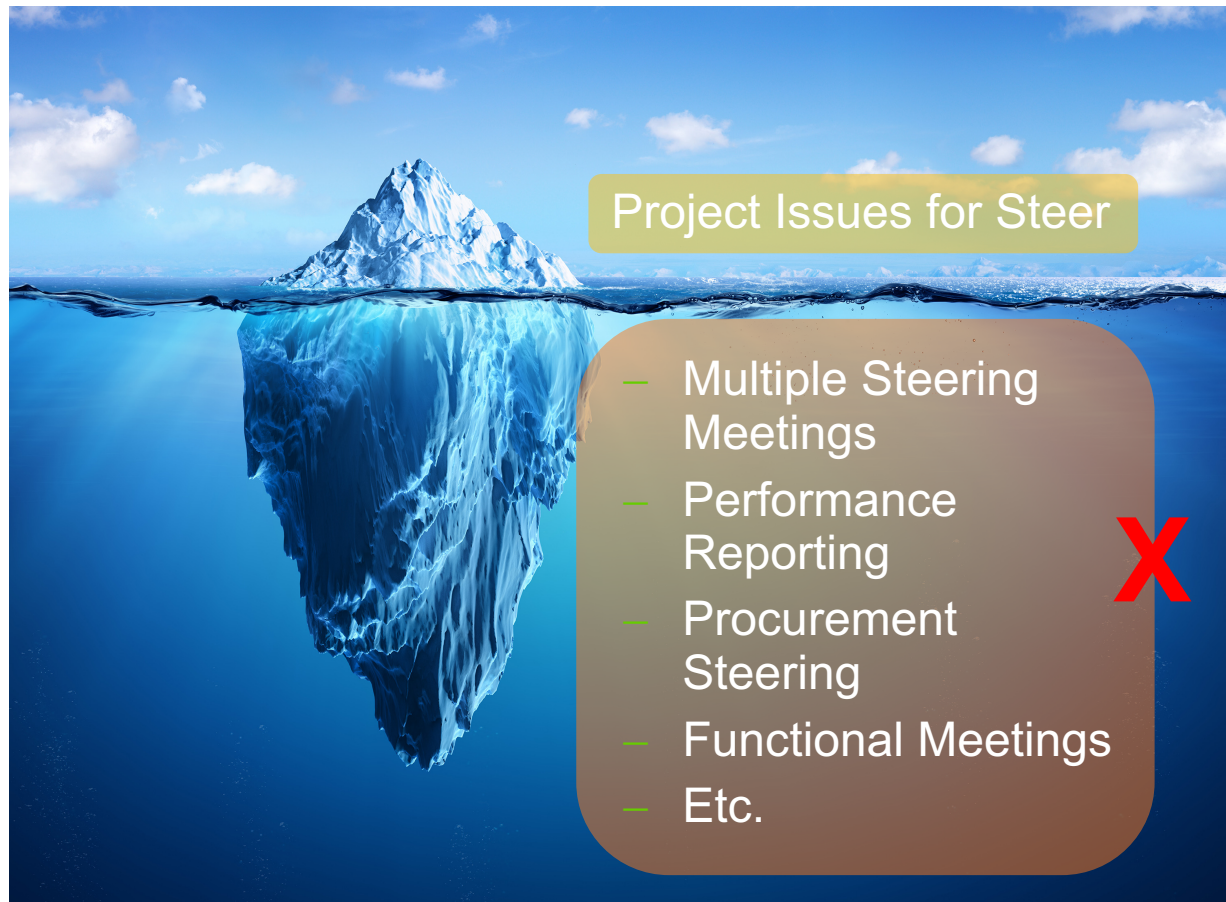 Project Issues for Steer
– Multiple Steering
Meetings
– Performance
Reporting
X
– Procurement
Steering
– Functional Meetings
– Etc.